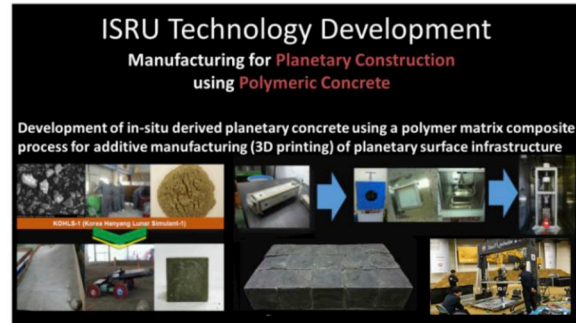 ISRU Technology Development
Manufacturing for Planetary Construction
using Polymeric Concrete
Development of in-situ derived planetary concrete using a polymer matrix composite
process for additive manufacturing (3D printing) of planetary surface infrastructure
KOHLS-1 (Korea Hanyang Lunar Simulant-1)